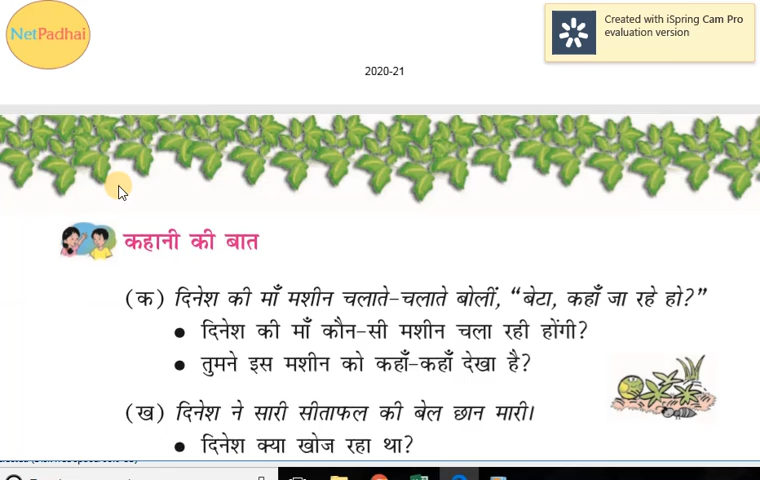 NetPadhai
Created with iSpring Cam Pro
evaluation version
2020-21
कहानी की बात
(क) दिनेश की माँ मशीन चलाते-चलाते बोलीं, “बेटा, कहाँ जा रहे हो?”
● दिनेश की माँ कौन-सी मशीन चला रही होंगी?
● तुमने इस मशीन को कहाँ-कहाँ देखा है?
(ख) दिनेश ने सारी सीताफल की बेल छान मारी।
● दिनेश क्या खोज रहा था?